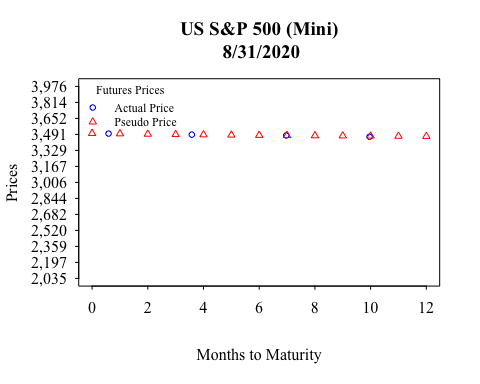 US S&P 500 (Mini)
8/31/2020
Futures Prices
Actual Price
Pseudo Price
Prices
3,976
3,814
3,652
3,491
3,329
3,167
3,006
2,844
2,682
2,520
2,359
2,197
2,035
0 2 4 6 8 10 12
Months to Maturity